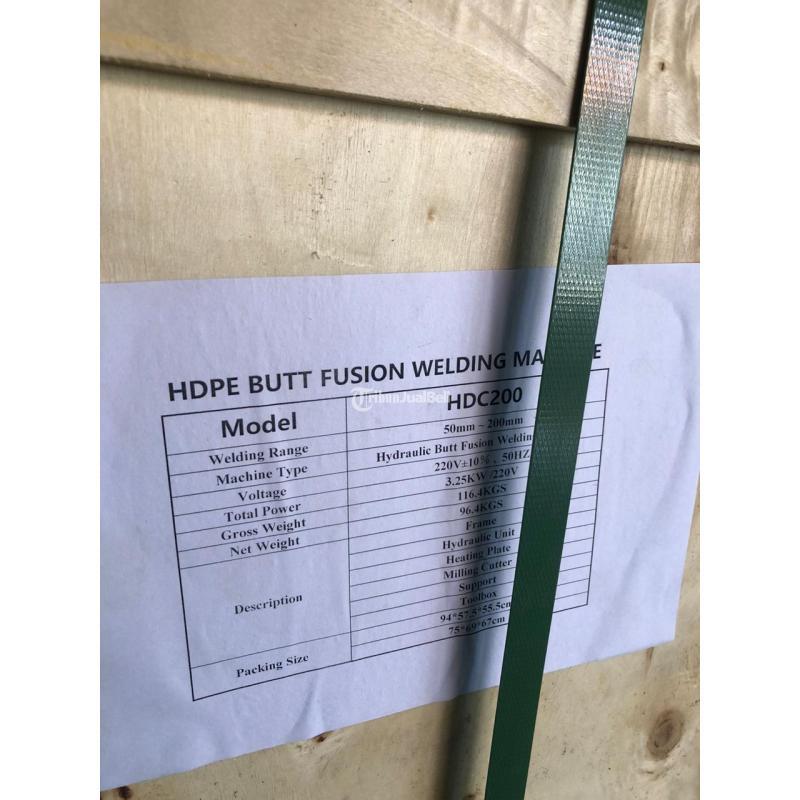 HDPE BUTT FUSION WELDING
TribunJualBeli
Model HDC200
Welding Range 50mm ~ 200mm
Machine Type Hydraulic Butt Fusion Weldin
Voltage 220V±10%、50HZ
Total Power 3.25KW /220V
Gross Weight 116.4KGS
Net Weight 96.4KGS
Description Frame
Hydraulic Unit
Heating Plate
Milling Cutter
Support
Toolbox
Packing Size 94*57.5*55.5cm
75*69*67cm